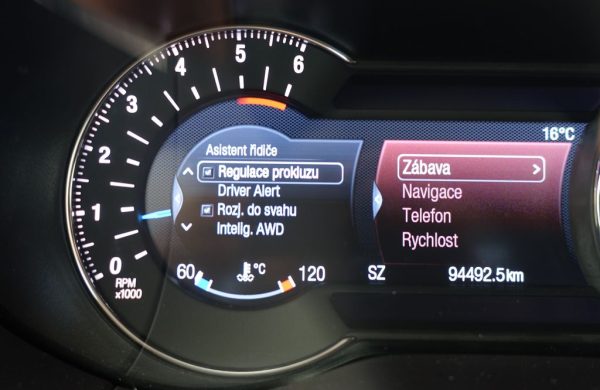 0
RPM
x1000
1
2
3
4
5
6
Asistent řidiče
Regulace prokluzu
Driver Alert
Rozj. do svahu
Intelig. AWD
60
°C
120
16°C
Zábava
Navigace
Telefon
Rychlost
SZ
94492.5km